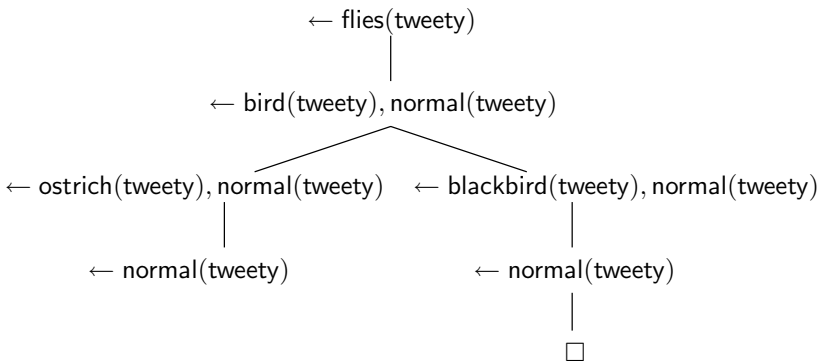 ← flies(tweety)
← bird(tweety), normal(tweety)
← ostrich(tweety), normal(tweety) ← blackbird(tweety), normal(tweety)
← normal(tweety) ← normal(tweety)
□